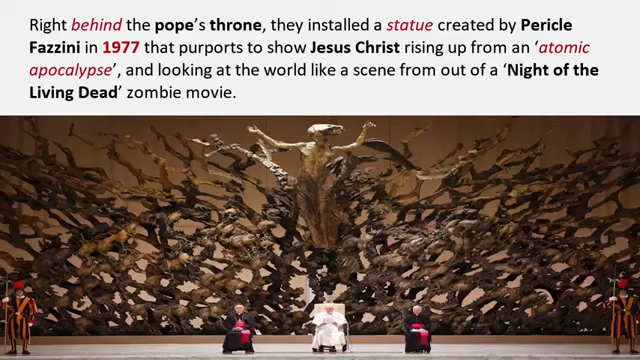 Right behind the pope's throne, they installed a statue created by Pericle
Fazzini in 1977 that purports to show Jesus Christ rising up from an 'atomic
apocalypse', and looking at the world like a scene from out of a 'Night of the
Living Dead' zombie movie.